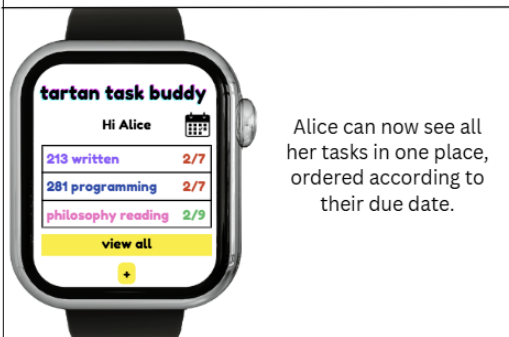 tartan task buddy
Hi Alice
213 written 2/7
281 programming 2/7
philosophy reading 2/9
view all
+
Alice can now see all
her tasks in one place,
ordered according to
their due date.